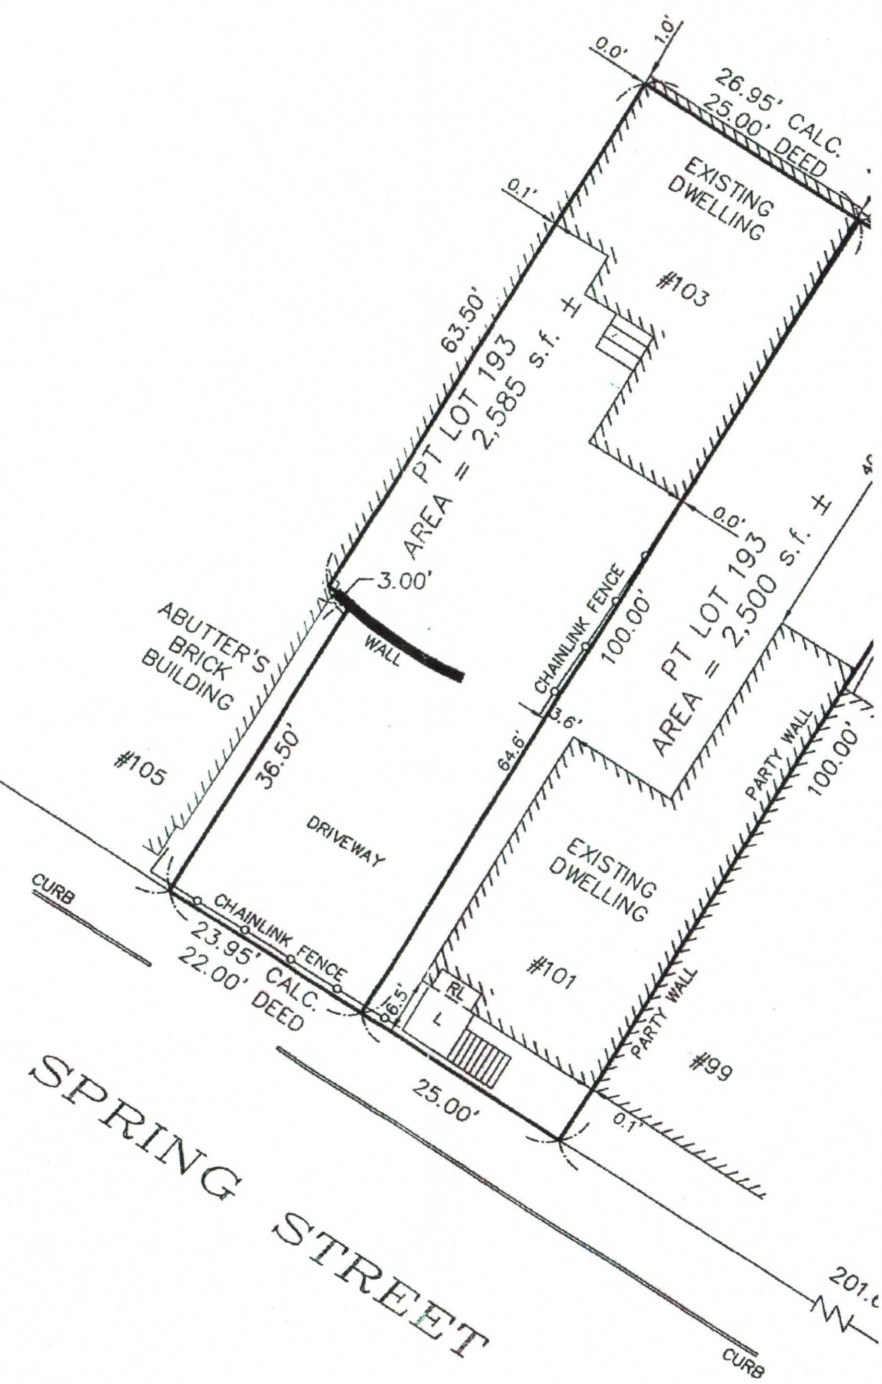 1.0'
0.0'
26.95' CALC.
25.00' DEED
EXISTING
DWELLING
#103
0.1'
63.50'
PT LOT 193
AREA = 2,585 s.f. ±
0.0'
3.00'
WALL
CHAINLINK FENCE
100.00'
PT LOT 193
AREA = 2,500 s.f. ±
ABUTTER'S
BRICK
BUILDING
#105
36.50'
3.6'
64.6'
PARTY WALL
100.00'
DRIVEWAY
EXISTING
DWELLING
#101
CURB
CHAINLINK FENCE
23.95' CALC.
22.00' DEED
6.5'
RL
L
PARTY WALL
#99
25.00'
0.1'
SPRING STREET
CURB